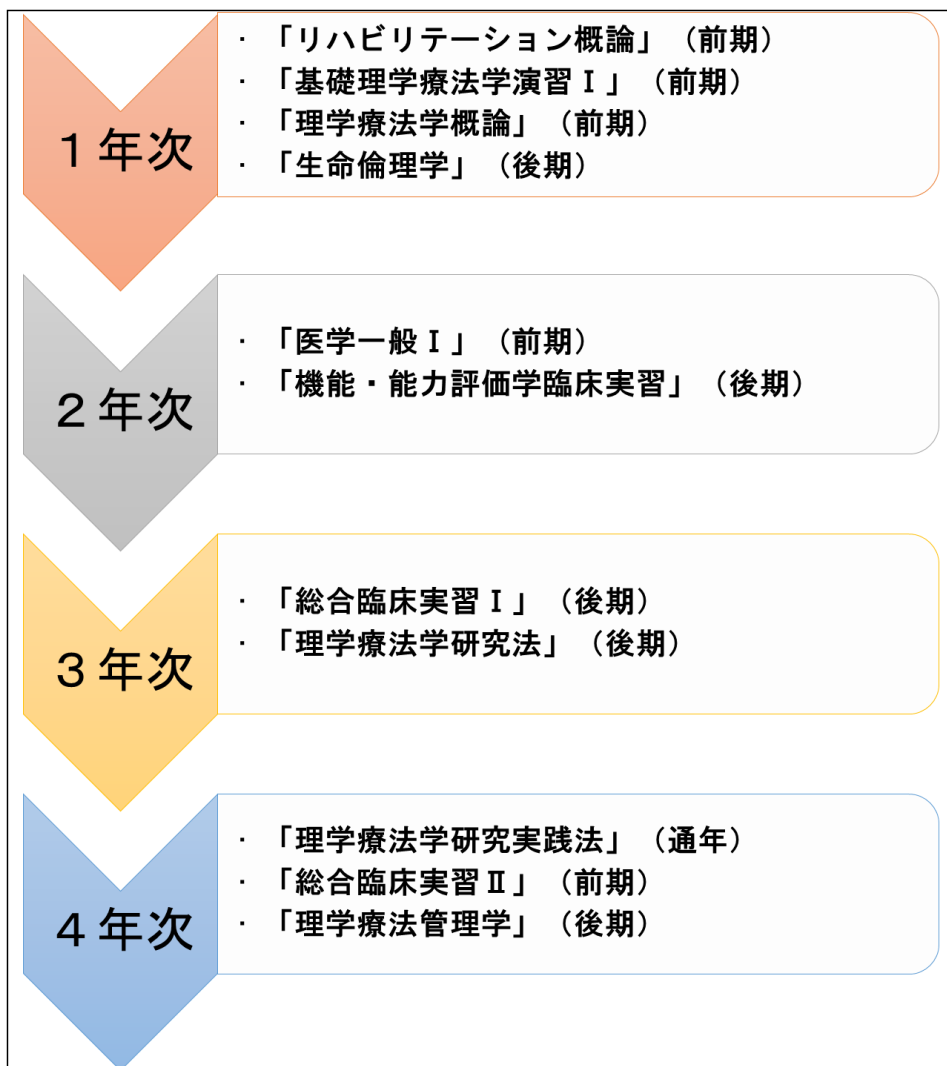 １年次
・「リハビリテーション概論」（前期）
・「基礎理学療法学演習Ⅰ」（前期）
・「理学療法学概論」（前期）
・「生命倫理学」（後期）
２年次
・「医学一般Ⅰ」（前期）
・「機能・能力評価学臨床実習」（後期）
３年次
・「総合臨床実習Ⅰ」（後期）
・「理学療法学研究法」（後期）
４年次
・「理学療法学研究実践法」（通年）
・「総合臨床実習Ⅱ」（前期）
・「理学療法管理学」（後期）